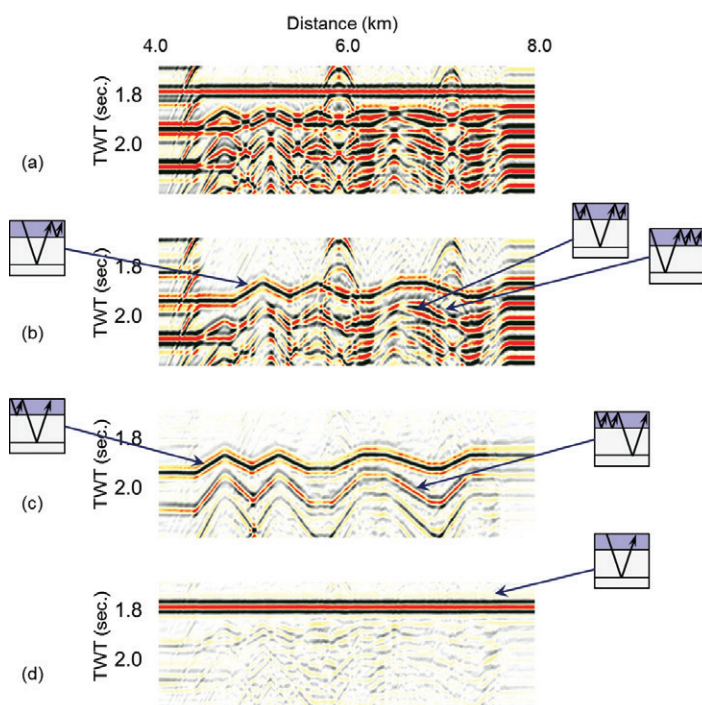 Distance (km)
4.0 6.0 8.0
TWT (sec.)
1.8
2.0
(a)
TWT (sec.)
1.8
2.0
(b)
TWT (sec.)
1.8
2.0
(c)
TWT (sec.)
1.8
2.0
(d)